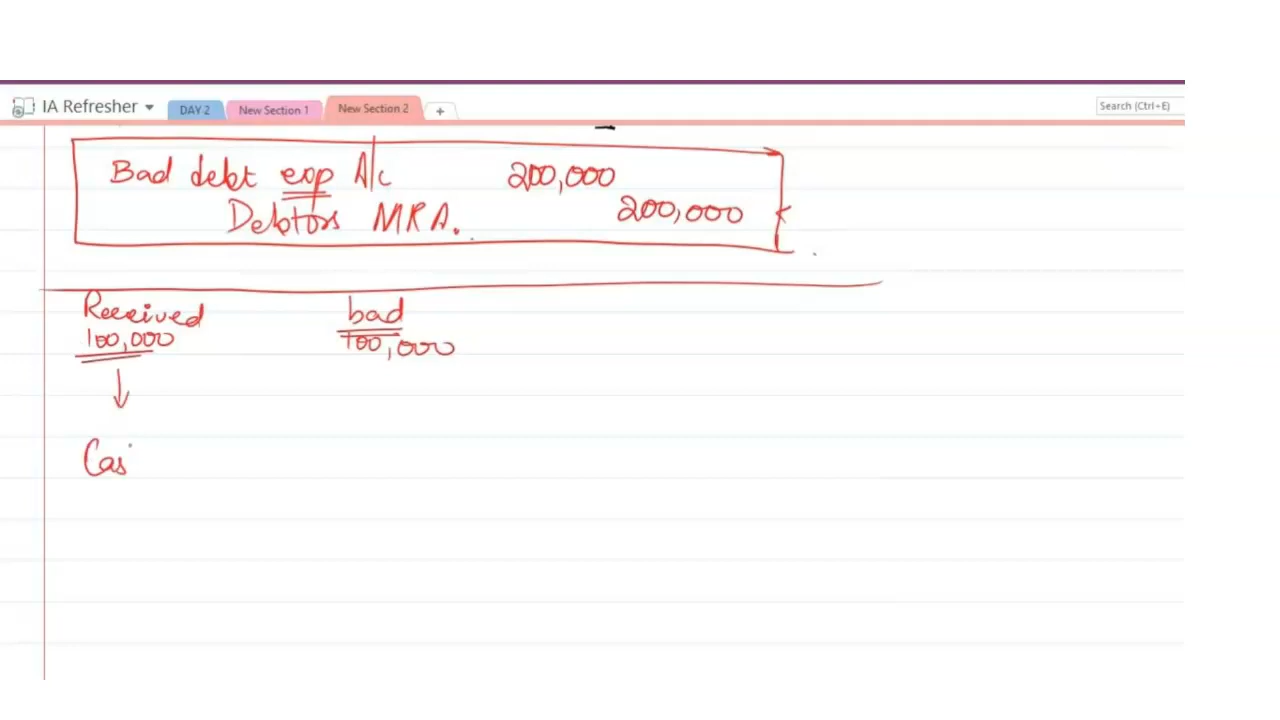 IA Refresher
DAY 2
New Section 1
New Section 2
+
Search (Ctrl+E)
Bad debt exp A/c 200,000
Debtors MRA. 200,000
Received bad
100,000 100,000
Cas